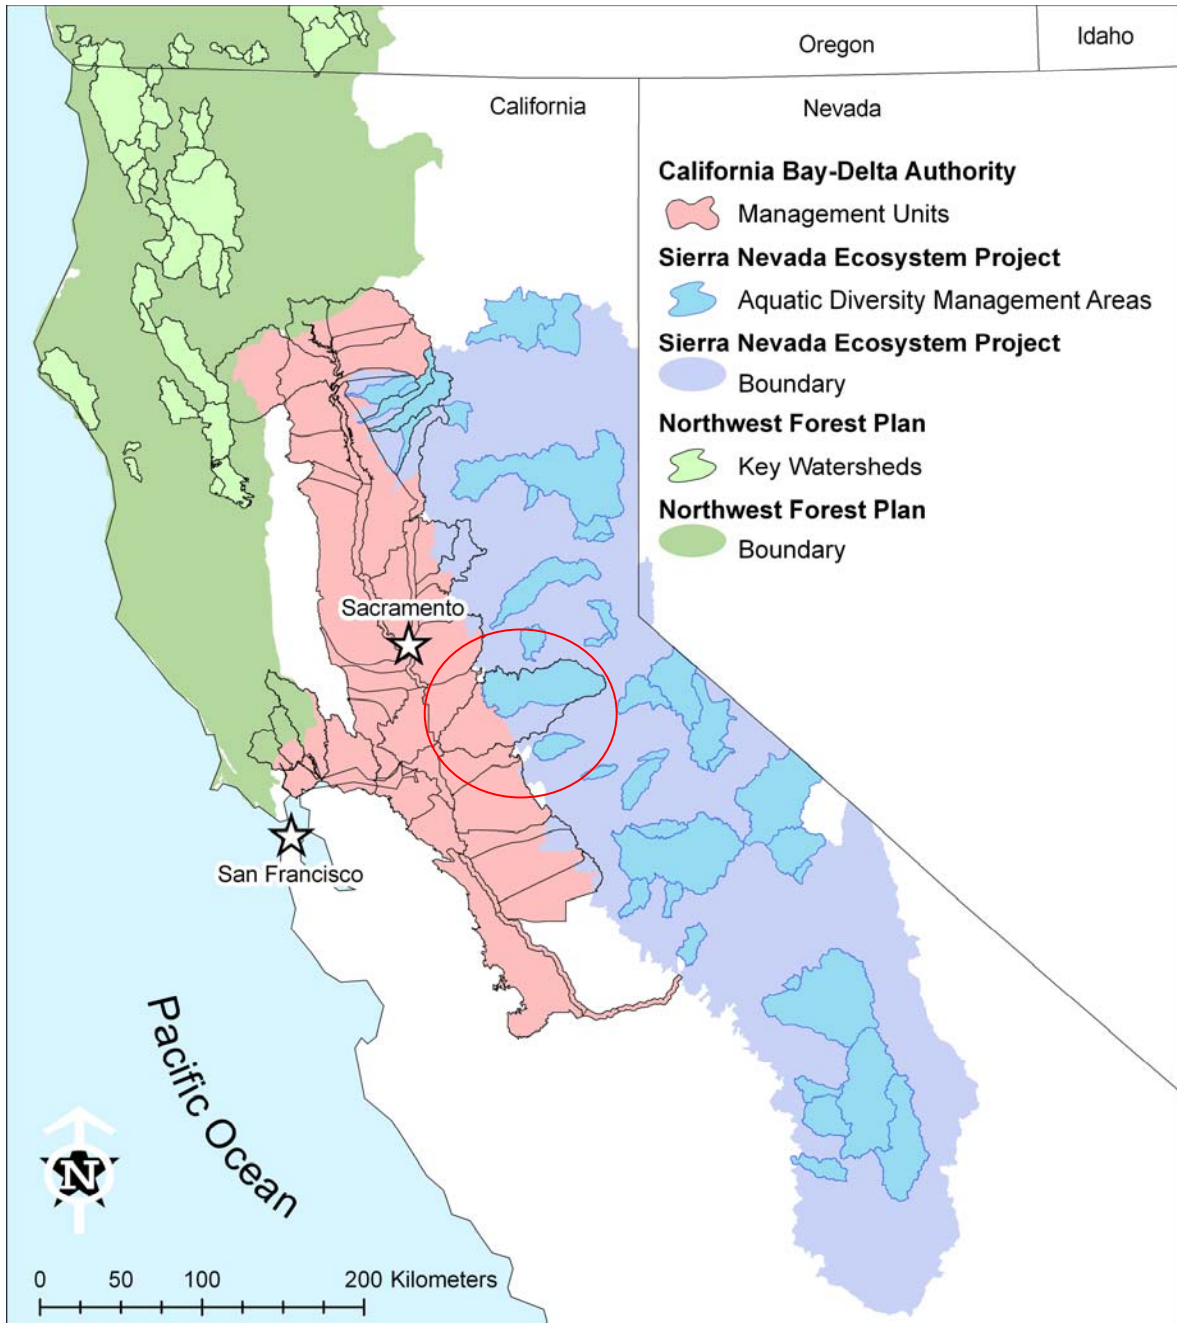 Oregon
Idaho
California
Nevada
California Bay-Delta Authority
Management Units
Sierra Nevada Ecosystem Project
Aquatic Diversity Management Areas
Sierra Nevada Ecosystem Project
Boundary
Northwest Forest Plan
Key Watersheds
Northwest Forest Plan
Boundary
Sacramento
San Francisco
Pacific Ocean
N
0 50 100 200 Kilometers